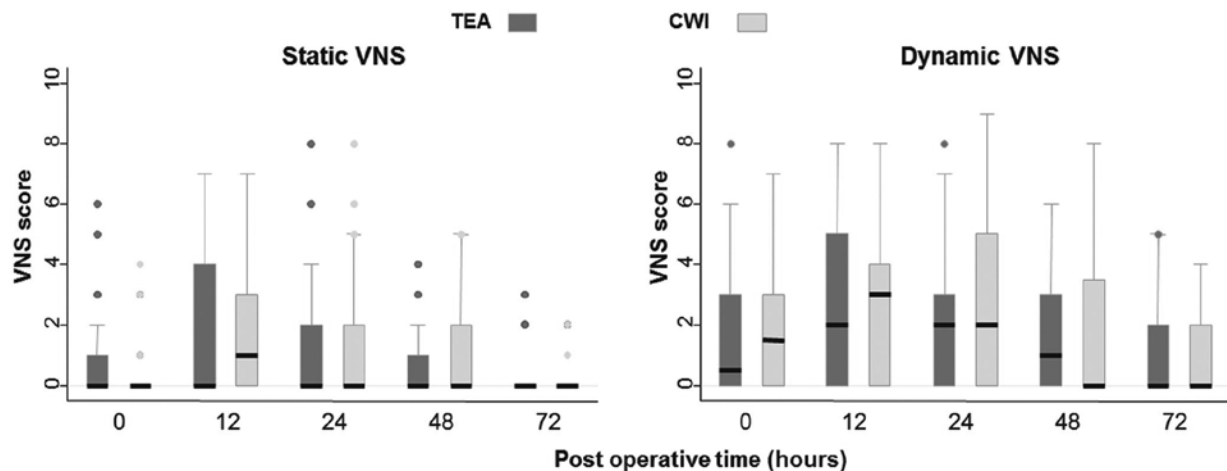 TEA CWI
Static VNS Dynamic VNS
VNS score
10
8
6
4
2
0
0 12 24 48 72
VNS score
10
8
6
4
2
0
0 12 24 48 72
Post operative time (hours)